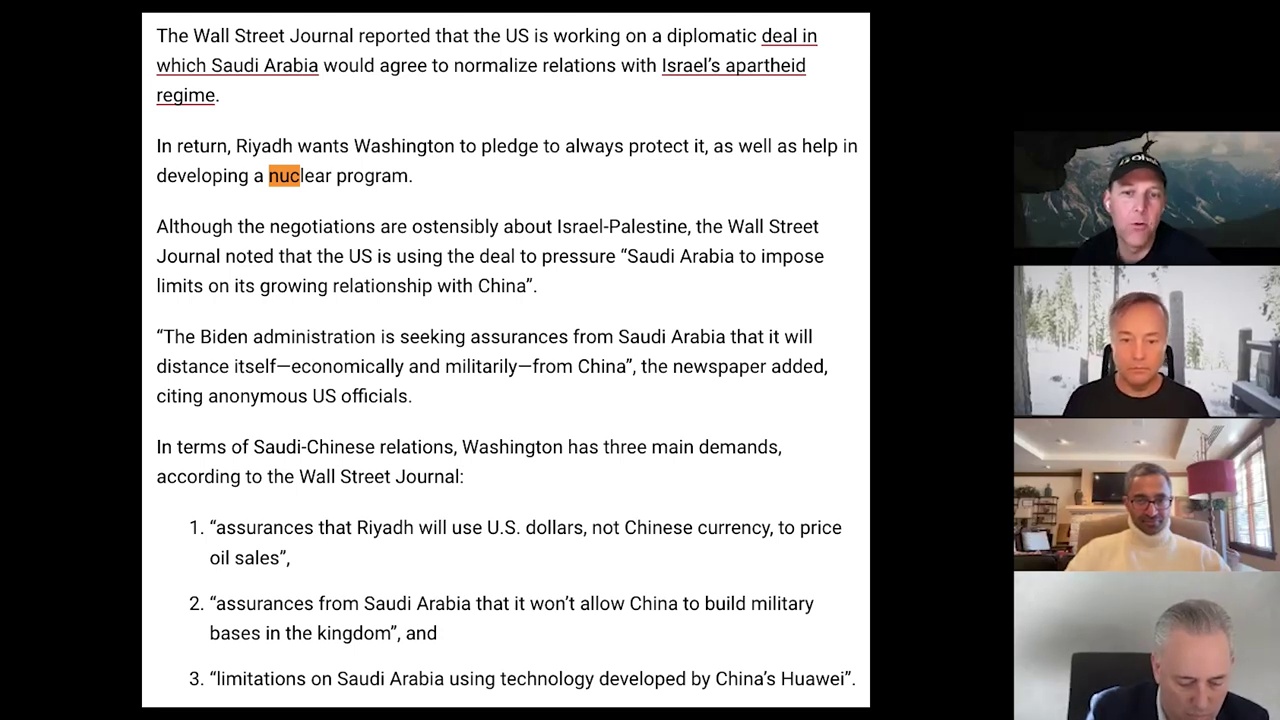 The Wall Street Journal reported that the US is working on a diplomatic deal in
which Saudi Arabia would agree to normalize relations with Israel’s apartheid
regime.
In return, Riyadh wants Washington to pledge to always protect it, as well as help in
developing a nuclear program.
Although the negotiations are ostensibly about Israel-Palestine, the Wall Street
Journal noted that the US is using the deal to pressure “Saudi Arabia to impose
limits on its growing relationship with China”.
“The Biden administration is seeking assurances from Saudi Arabia that it will
distance itself—economically and militarily—from China”, the newspaper added,
citing anonymous US officials.
In terms of Saudi-Chinese relations, Washington has three main demands,
according to the Wall Street Journal:
1. “assurances that Riyadh will use U.S. dollars, not Chinese currency, to price
oil sales”,
2. “assurances from Saudi Arabia that it won’t allow China to build military
bases in the kingdom”, and
3. “limitations on Saudi Arabia using technology developed by China’s Huawei”.